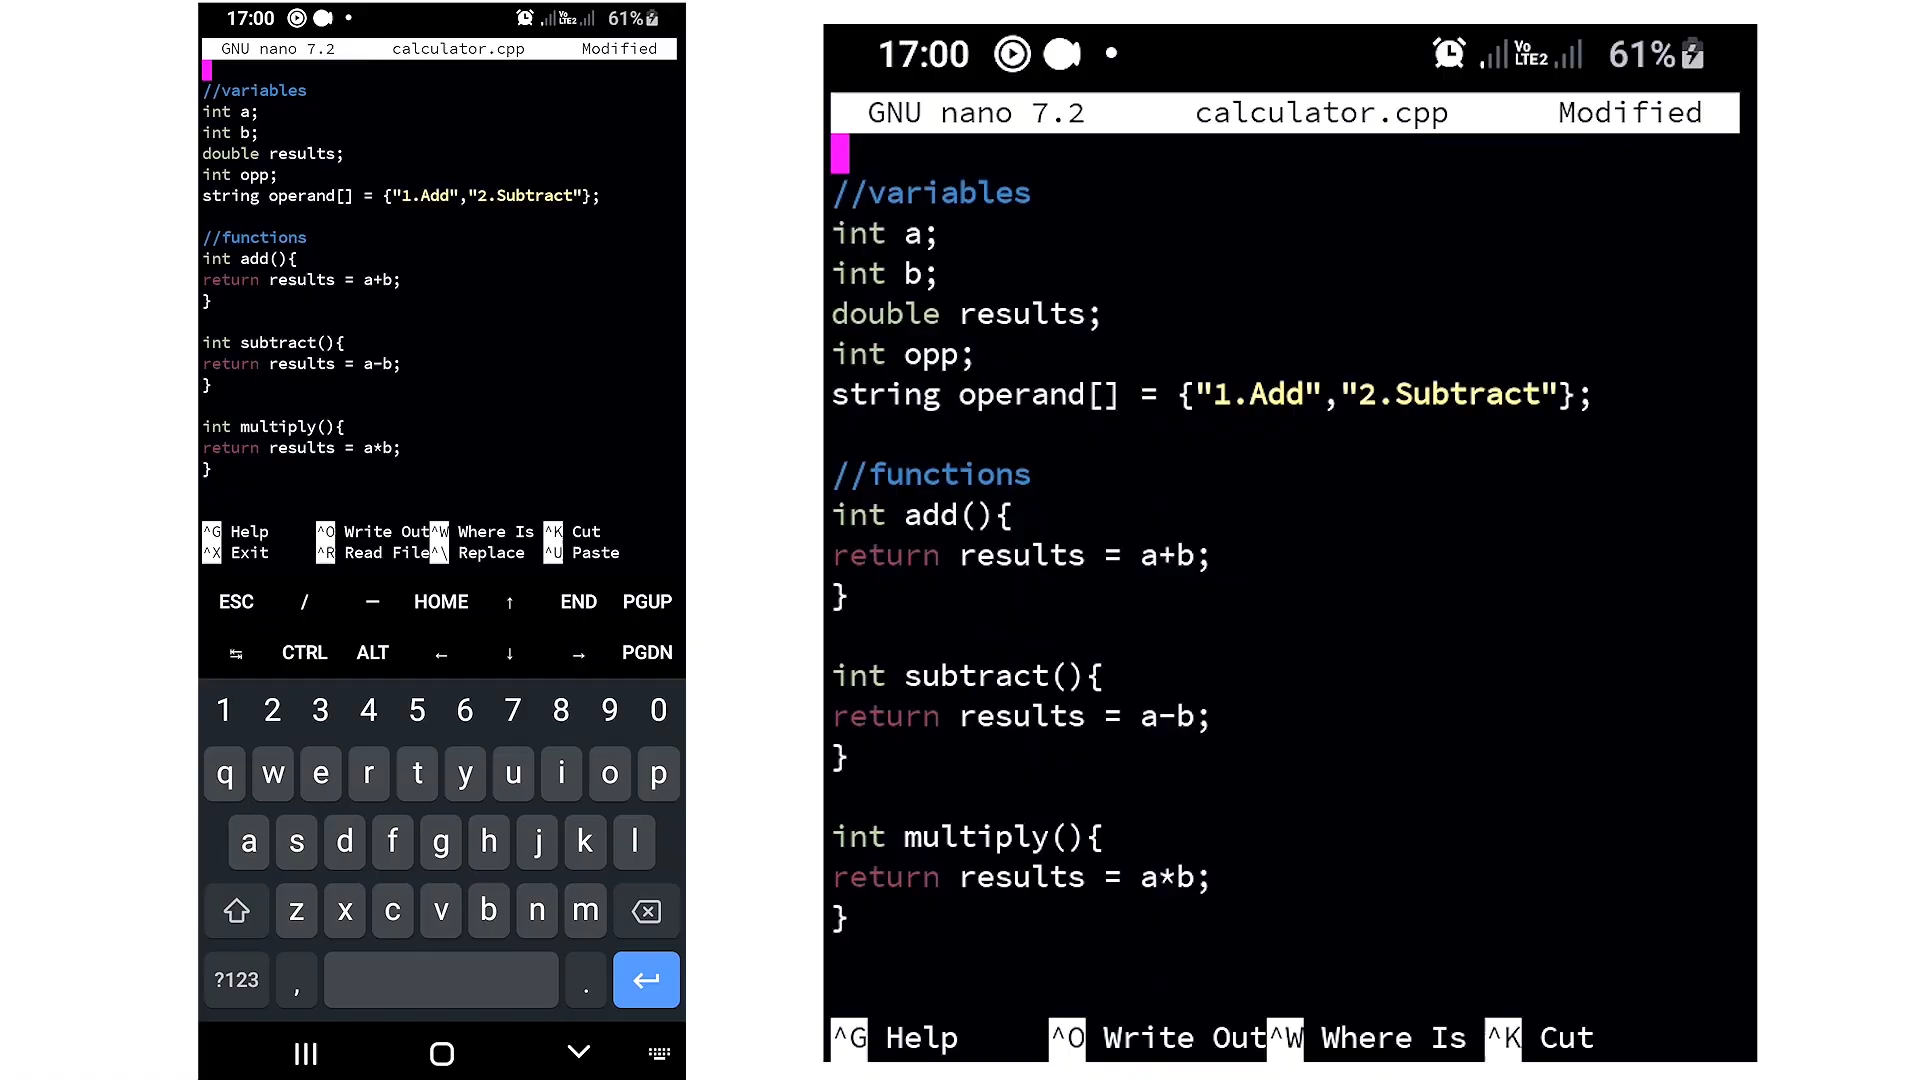 17:00 Vo LTE2 61%
GNU nano 7.2 calculator.cpp Modified
//variables
int a;
int b;
double results;
int opp;
string operand[] = {"1.Add","2.Subtract"};
//functions
int add(){
return results = a+b;
}
int subtract(){
return results = a-b;
}
int multiply(){
return results = a*b;
}
^G Help ^O Write Out ^W Where Is ^K Cut
^X Exit ^R Read File ^\ Replace ^U Paste
ESC / — HOME ↑ END PGUP
↹ CTRL ALT ← ↓ → PGDN
1 2 3 4 5 6 7 8 9 0
q w e r t y u i o p
a s d f g h j k l
z x c v b n m
?123 , .
17:00 Vo LTE2 61%
GNU nano 7.2 calculator.cpp Modified
//variables
int a;
int b;
double results;
int opp;
string operand[] = {"1.Add","2.Subtract"};
//functions
int add(){
return results = a+b;
}
int subtract(){
return results = a-b;
}
int multiply(){
return results = a*b;
}
^G Help ^O Write Out ^W Where Is ^K Cut